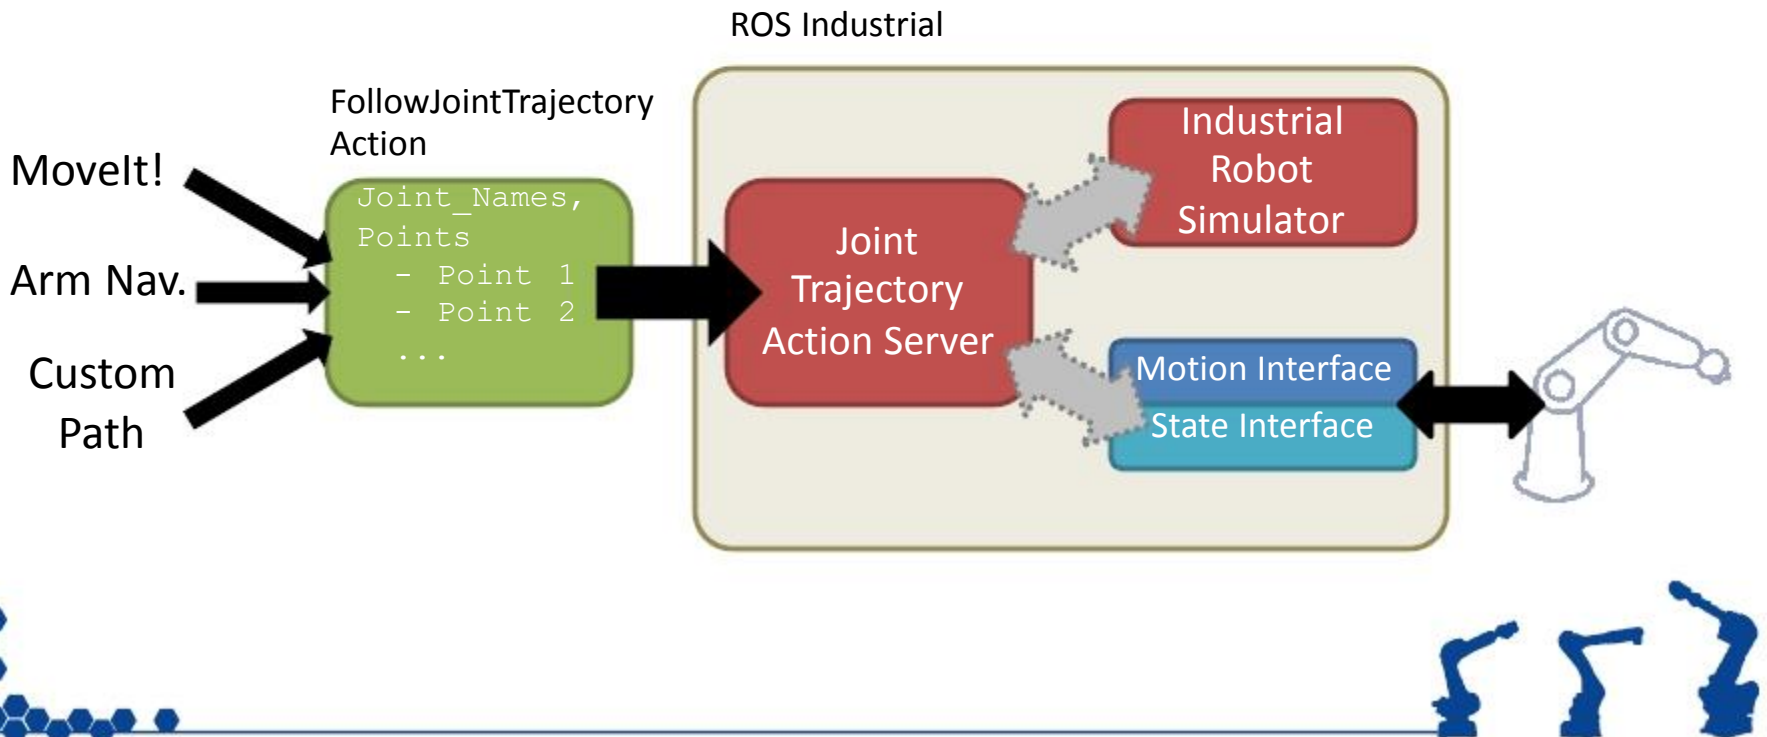 ROS Industrial
FollowJointTrajectory
Action
MoveIt!
Arm Nav.
Custom
Path
Joint_Names,
Points
- Point 1
- Point 2
...
Joint
Trajectory
Action Server
Industrial
Robot
Simulator
Motion Interface
State Interface